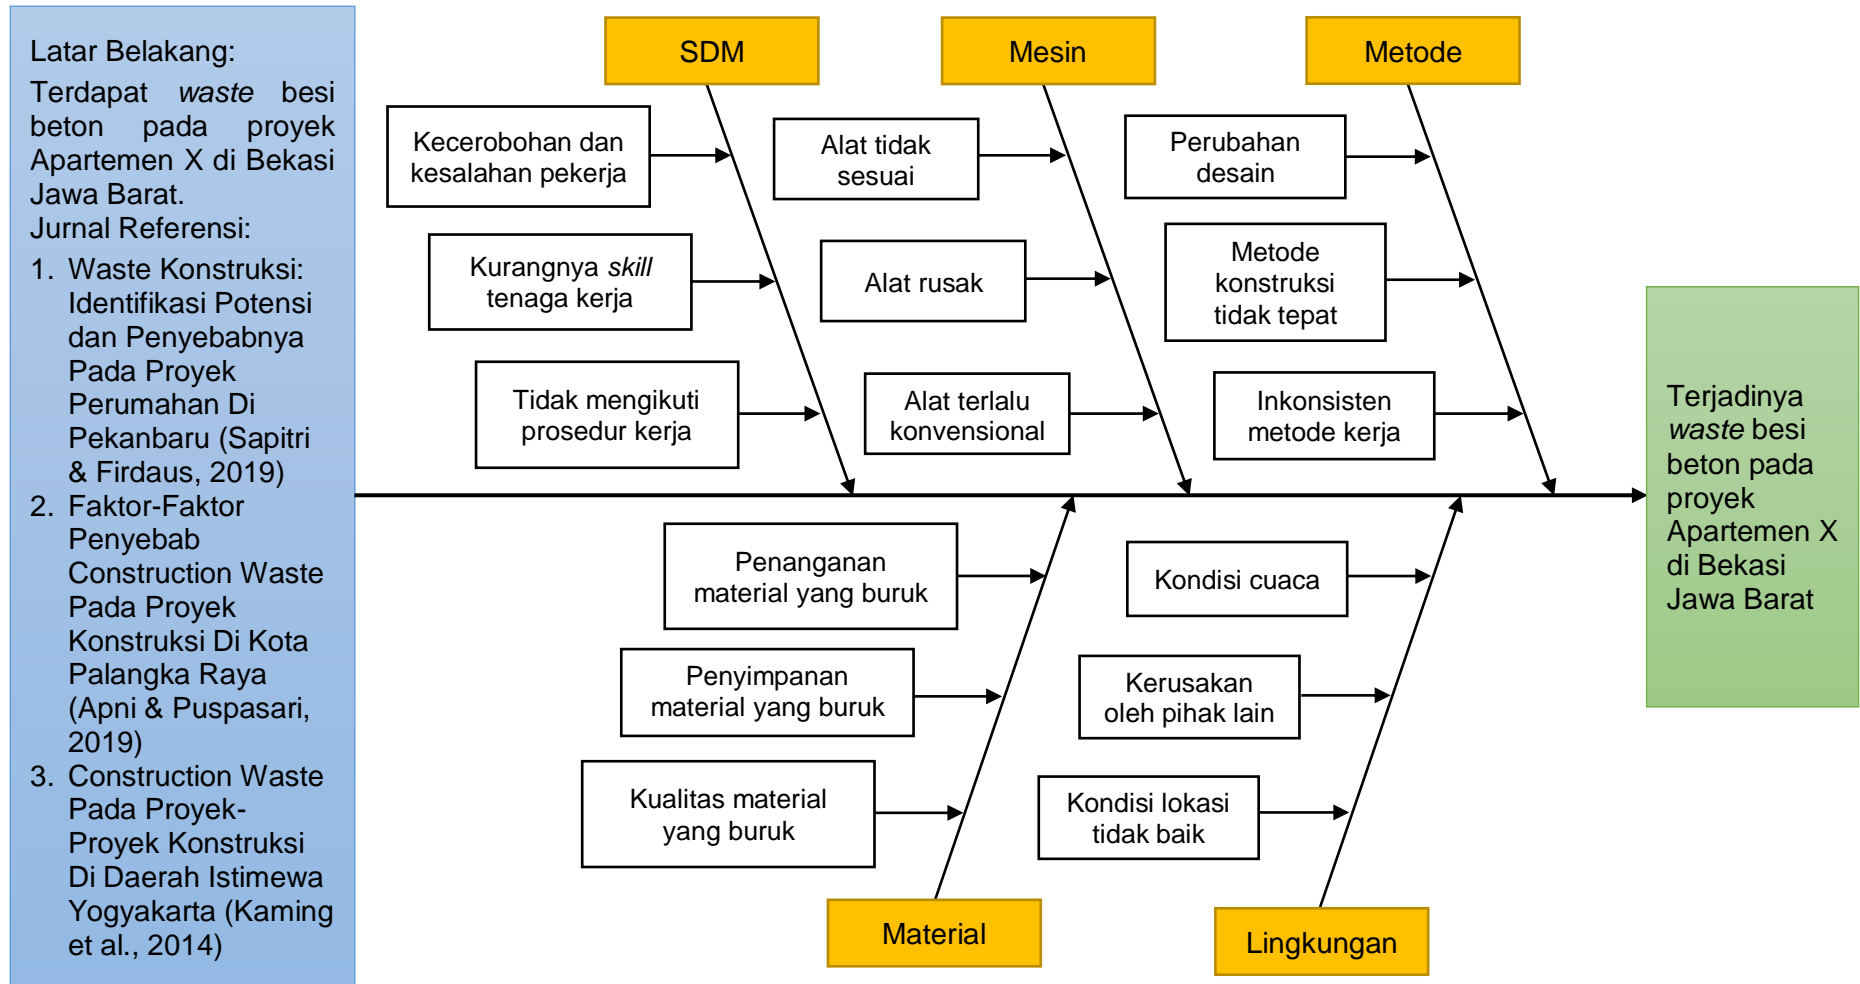 Latar Belakang:
Terdapat waste besi
beton pada proyek
Apartemen X di Bekasi
Jawa Barat.
Jurnal Referensi:
1. Waste Konstruksi:
Identifikasi Potensi
dan Penyebabnya
Pada Proyek
Perumahan Di
Pekanbaru (Sapitri
& Firdaus, 2019)
2. Faktor-Faktor
Penyebab
Construction Waste
Pada Proyek
Konstruksi Di Kota
Palangka Raya
(Apni & Puspasari,
2019)
3. Construction Waste
Pada Proyek-
Proyek Konstruksi
Di Daerah Istimewa
Yogyakarta (Kaming
et al., 2014)
SDM
Kecerobohan dan
kesalahan pekerja
Kurangnya skill
tenaga kerja
Tidak mengikuti
prosedur kerja
Mesin
Alat tidak
sesuai
Alat rusak
Alat terlalu
konvensional
Metode
Perubahan
desain
Metode
konstruksi
tidak tepat
Inkonsisten
metode kerja
Penanganan
material yang buruk
Penyimpanan
material yang buruk
Kualitas material
yang buruk
Material
Kondisi cuaca
Kerusakan
oleh pihak lain
Kondisi lokasi
tidak baik
Lingkungan
Terjadinya
waste besi
beton pada
proyek
Apartemen X
di Bekasi
Jawa Barat